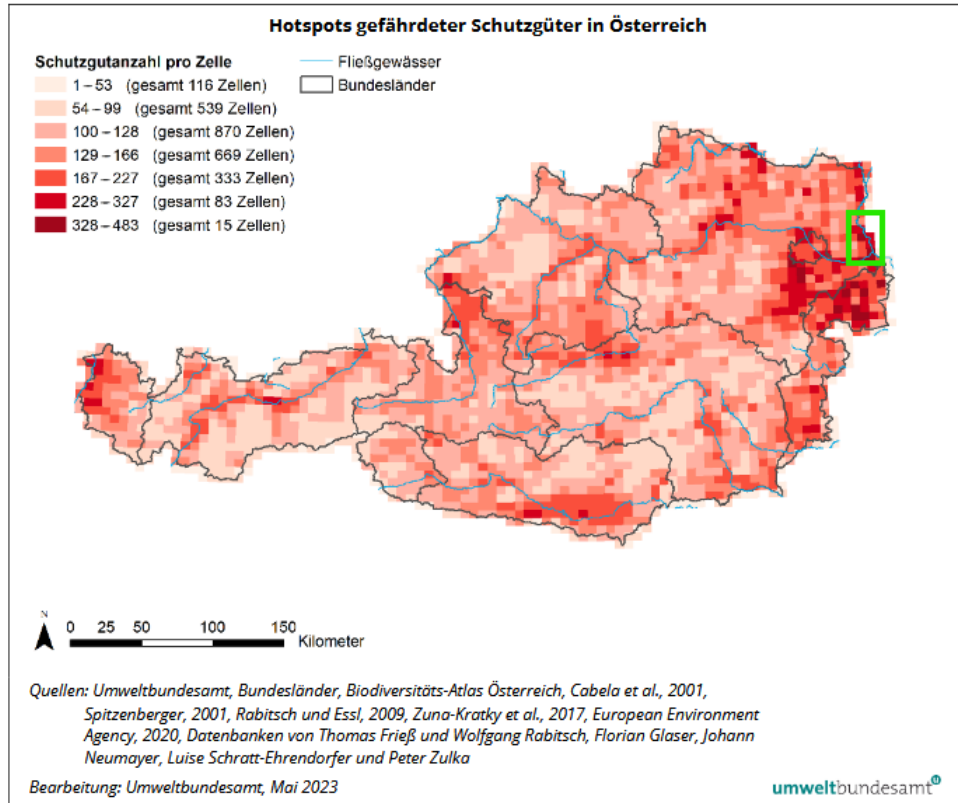 Hotspots gefährdeter Schutzgüter in Österreich
Schutzgutanzahl pro Zelle
1 – 53 (gesamt 116 Zellen)
54 – 99 (gesamt 539 Zellen)
100 – 128 (gesamt 870 Zellen)
129 – 166 (gesamt 669 Zellen)
167 – 227 (gesamt 333 Zellen)
228 – 327 (gesamt 83 Zellen)
328 – 483 (gesamt 15 Zellen)
Fließgewässer
Bundesländer
N
0 25 50 100 150
Kilometer
Quellen: Umweltbundesamt, Bundesländer, Biodiversitäts-Atlas Österreich, Cabela et al., 2001,
Spitzenberger, 2001, Rabitsch und Essl, 2009, Zuna-Kratky et al., 2017, European Environment
Agency, 2020, Datenbanken von Thomas Frieß und Wolfgang Rabitsch, Florian Glaser, Johann
Neumayer, Luise Schratt-Ehrendorfer und Peter Zulka
Bearbeitung: Umweltbundesamt, Mai 2023
umweltbundesamt u